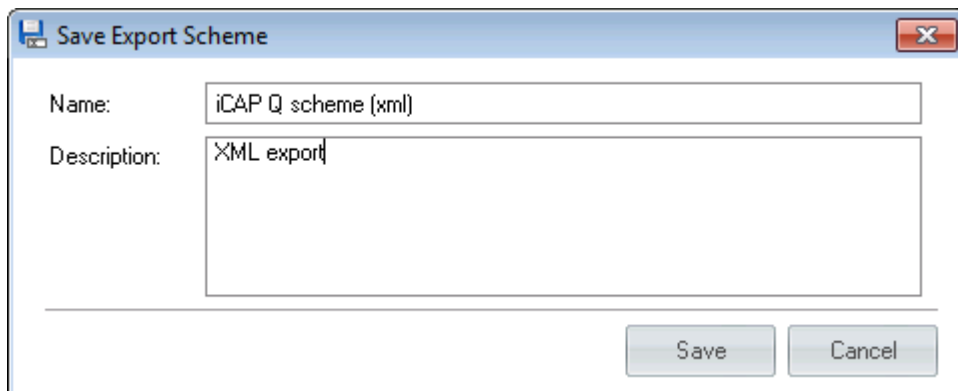 Save Export Scheme
Name: iCAP Q scheme (xml)
Description: XML export
Save Cancel